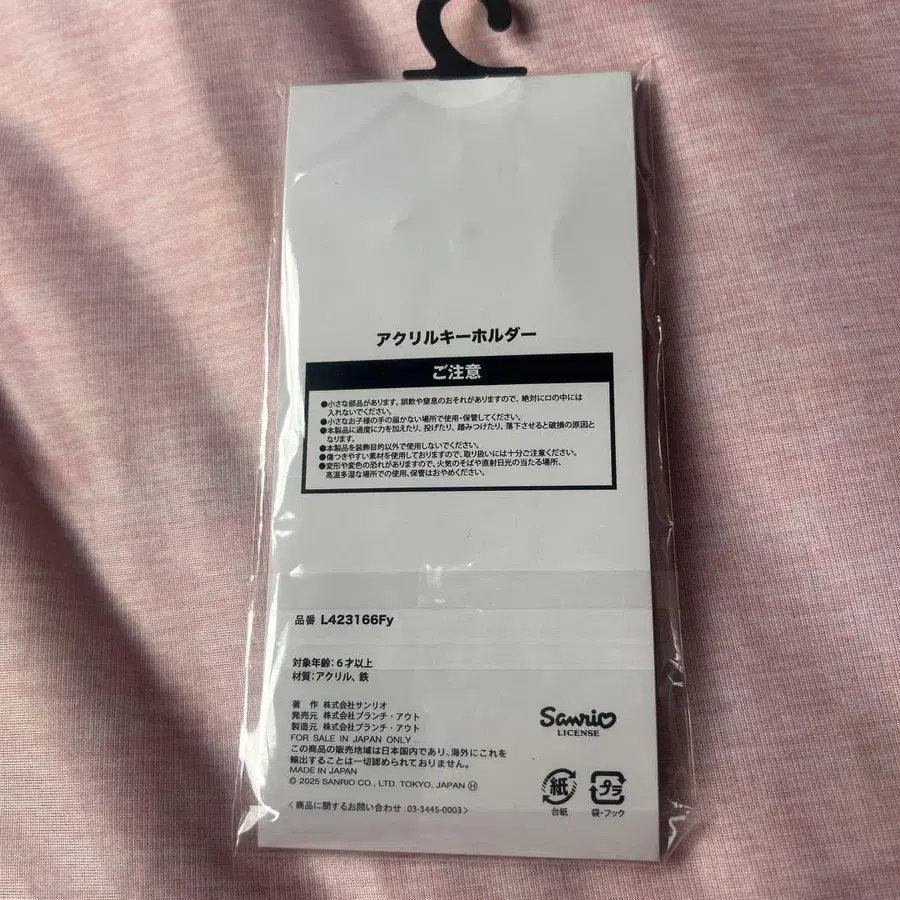 アクリルキーホルダー
ご注意
●小さな部品があります。誤飲や窒息のおそれがありますので、絶対に口の中には
入れないでください。
●小さなお子様の手の届かない場所で使用・保管してください。
●本製品に過度に力を加えたり、投げたり、踏みつけたり、落下させると破損の原因と
なります。
●本製品を装飾目的以外で使用しないでください。
●傷つきやすい素材を使用しておりますので、取り扱いには十分ご注意ください。
●変形や変色の恐れがありますので、火気のそばや直射日光の当たる場所、
高温多湿な場所での使用、保管はおやめください。
品番 L423166Fy
対象年齢：6才以上
材質：アクリル、鉄
著 作 株式会社サンリオ
発売元 株式会社ブランチ・アウト
製造元 株式会社ブランチ・アウト
FOR SALE IN JAPAN ONLY
この商品の販売地域は日本国内であり、海外にこれを
輸出することは一切認められておりません。
MADE IN JAPAN
© 2025 SANRIO CO., LTD. TOKYO, JAPAN Ⓗ
〈商品に関するお問い合わせ：03-3445-0003〉
Sanrio
LICENSE
紙
台紙
プラ
袋・フック